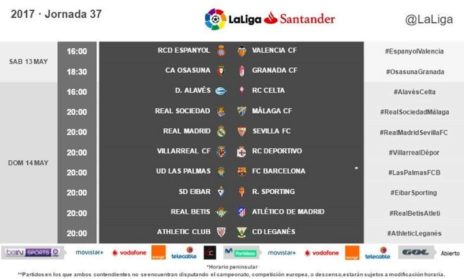 2017 · Jornada 37
LaLiga Santander
@LaLiga
SAB 13 MAY
16:00 RCD ESPANYOL VALENCIA CF #EspanyolValencia
18:30 CA OSASUNA GRANADA CF #OsasunaGranada
DOM 14 MAY
16:00 D. ALAVÉS RC CELTA #AlavésCelta
20:00 REAL SOCIEDAD MÁLAGA CF #RealSociedadMálaga
20:00 REAL MADRID SEVILLA FC #RealMadridSevillaFC
20:00 VILLARREAL CF RC DEPORTIVO #VillarrealDépor
20:00 UD LAS PALMAS FC BARCELONA * #LasPalmasFCB
20:00 SD EIBAR R. SPORTING #EibarSporting
20:00 REAL BETIS ATLÉTICO DE MADRID #RealBetisAtleti
20:00 ATHLETIC CLUB CD LEGANÉS #AthleticLeganés
beIN SPORTS movistar+ vodafone orange telecable movistar+ Partidazo movistar+ vodafone orange telecable GOL Abierto
*Horario peninsular
**Partidos en los que ambos contendientes no se encuentran disputando el campeonato, competición europea, o descenso, estarán sujetos a modificación horaria.